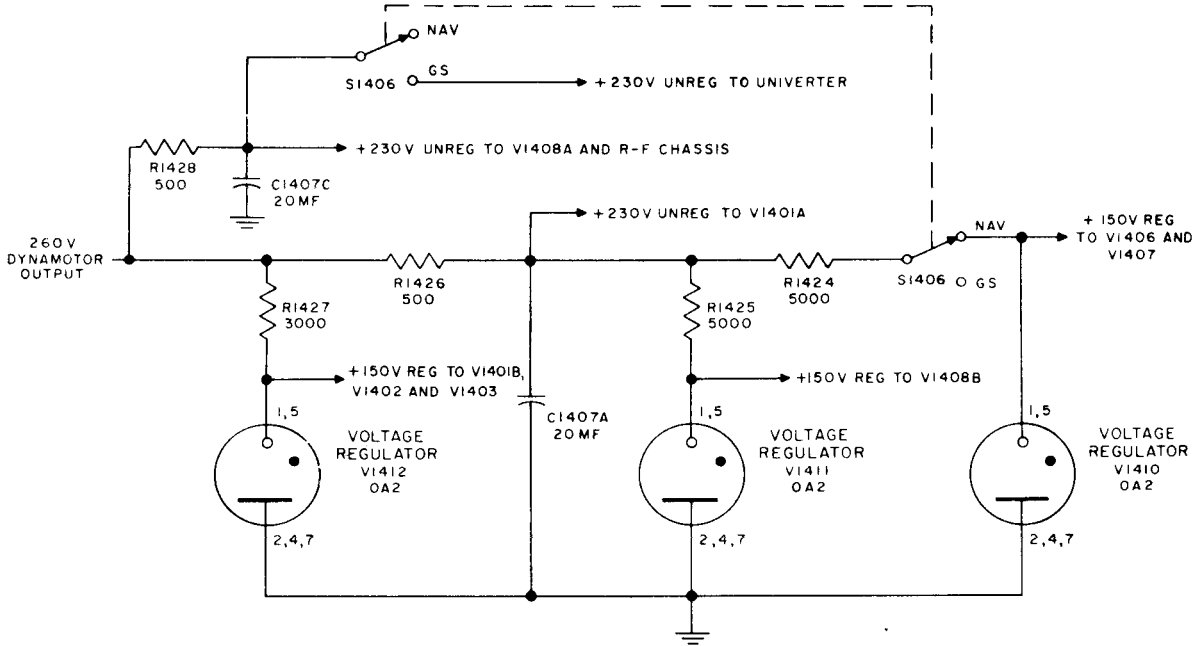 NAV
GS
S1406
+230V UNREG TO UNIVERTER
R1428
500
+230V UNREG TO V1408A AND R-F CHASSIS
C1407C
20MF
+230V UNREG TO V1401A
260V
DYNAMOTOR
OUTPUT
R1426
500
R1424
5000
NAV
S1406
GS
+ 150V REG
TO V1406 AND
V1407
R1427
3000
R1425
5000
+150V REG TO V1401B,
V1402 AND V1403
+150V REG TO V1408B
C1407A
20MF
1,5
VOLTAGE
REGULATOR
V1412
OA2
2,4,7
1,5
VOLTAGE
REGULATOR
V1411
OA2
2,4,7
1,5
VOLTAGE
REGULATOR
V1410
OA2
2,4,7